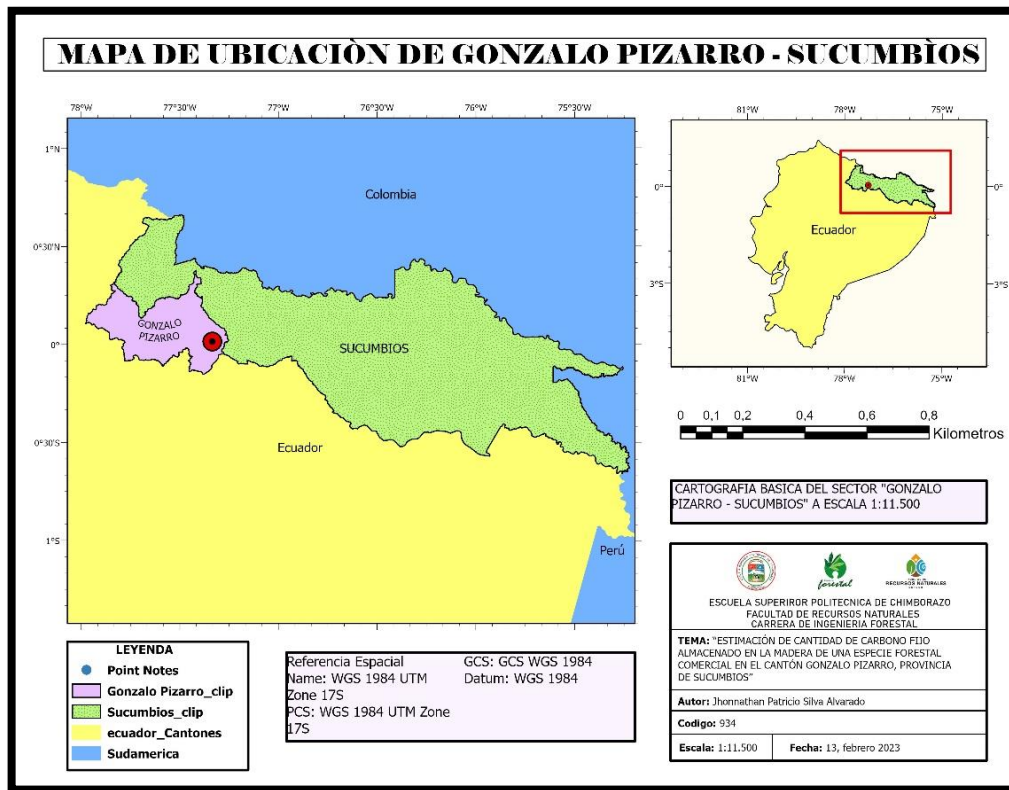 MAPA DE UBICACIÒN DE GONZALO PIZARRO - SUCUMBÌOS
78°W
77°30'W
77°W
76°30'W
76°W
75°30'W
1°N
0°30'N
0°
0°30'S
1°S
Colombia
GONZALO
PIZARRO
SUCUMBIOS
Ecuador
Perú
81°W
78°W
75°W
0°
0°
3°S
3°S
Ecuador
81°W
78°W
75°W
0 0,1 0,2 0,4 0,6 0,8
Kilometros
CARTOGRAFIA BASICA DEL SECTOR "GONZALO
PIZARRO - SUCUMBIOS" A ESCALA 1:11.500
LEYENDA
Point Notes
Gonzalo Pizarro_clip
Sucumbios_clip
ecuador_Cantones
Sudamerica
Referencia Espacial
Name: WGS 1984 UTM
Zone 17S
PCS: WGS 1984 UTM Zone
17S
GCS: GCS WGS 1984
Datum: WGS 1984
forestal
RECURSOS NATURALES
ESCUELA SUPERIROR POLITECNICA DE CHIMBORAZO
FACULTAD DE RECURSOS NATURALES
CARRERA DE INGENIERIA FORESTAL
TEMA: "ESTIMACIÓN DE CANTIDAD DE CARBONO FIJO
ALMACENADO EN LA MADERA DE UNA ESPECIE FORESTAL
COMERCIAL EN EL CANTÓN GONZALO PIZARRO, PROVINCIA
DE SUCUMBIOS"
Autor: Jhonnathan Patricio Silva Alvarado
Codigo: 934
Escala: 1:11.500
Fecha: 13, febrero 2023